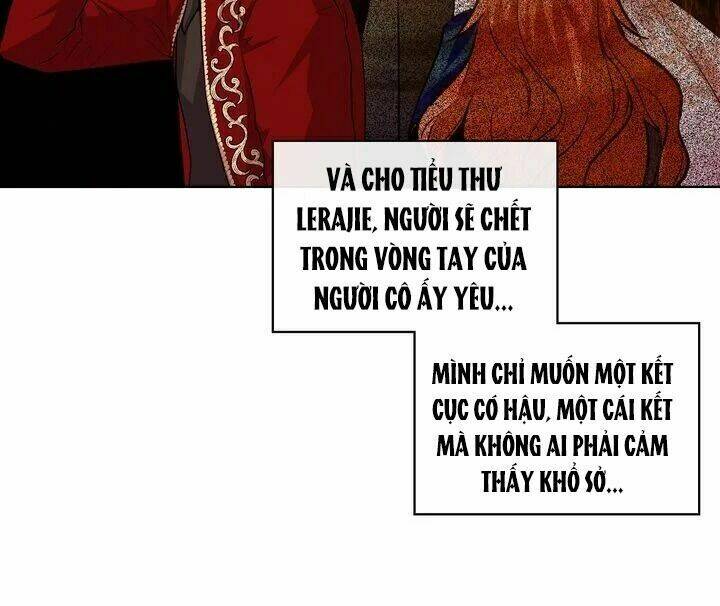 VÀ CHO TIỂU THƯ
LERAJIE, NGƯỜI SẼ CHẾT
TRONG VÒNG TAY CỦA
NGƯỜI CÔ ẤY YÊU...
MÌNH CHỈ MUỐN MỘT KẾT
CỤC CÓ HẬU, MỘT CÁI KẾT
MÀ KHÔNG AI PHẢI CẢM
THẤY KHỔ SỞ...